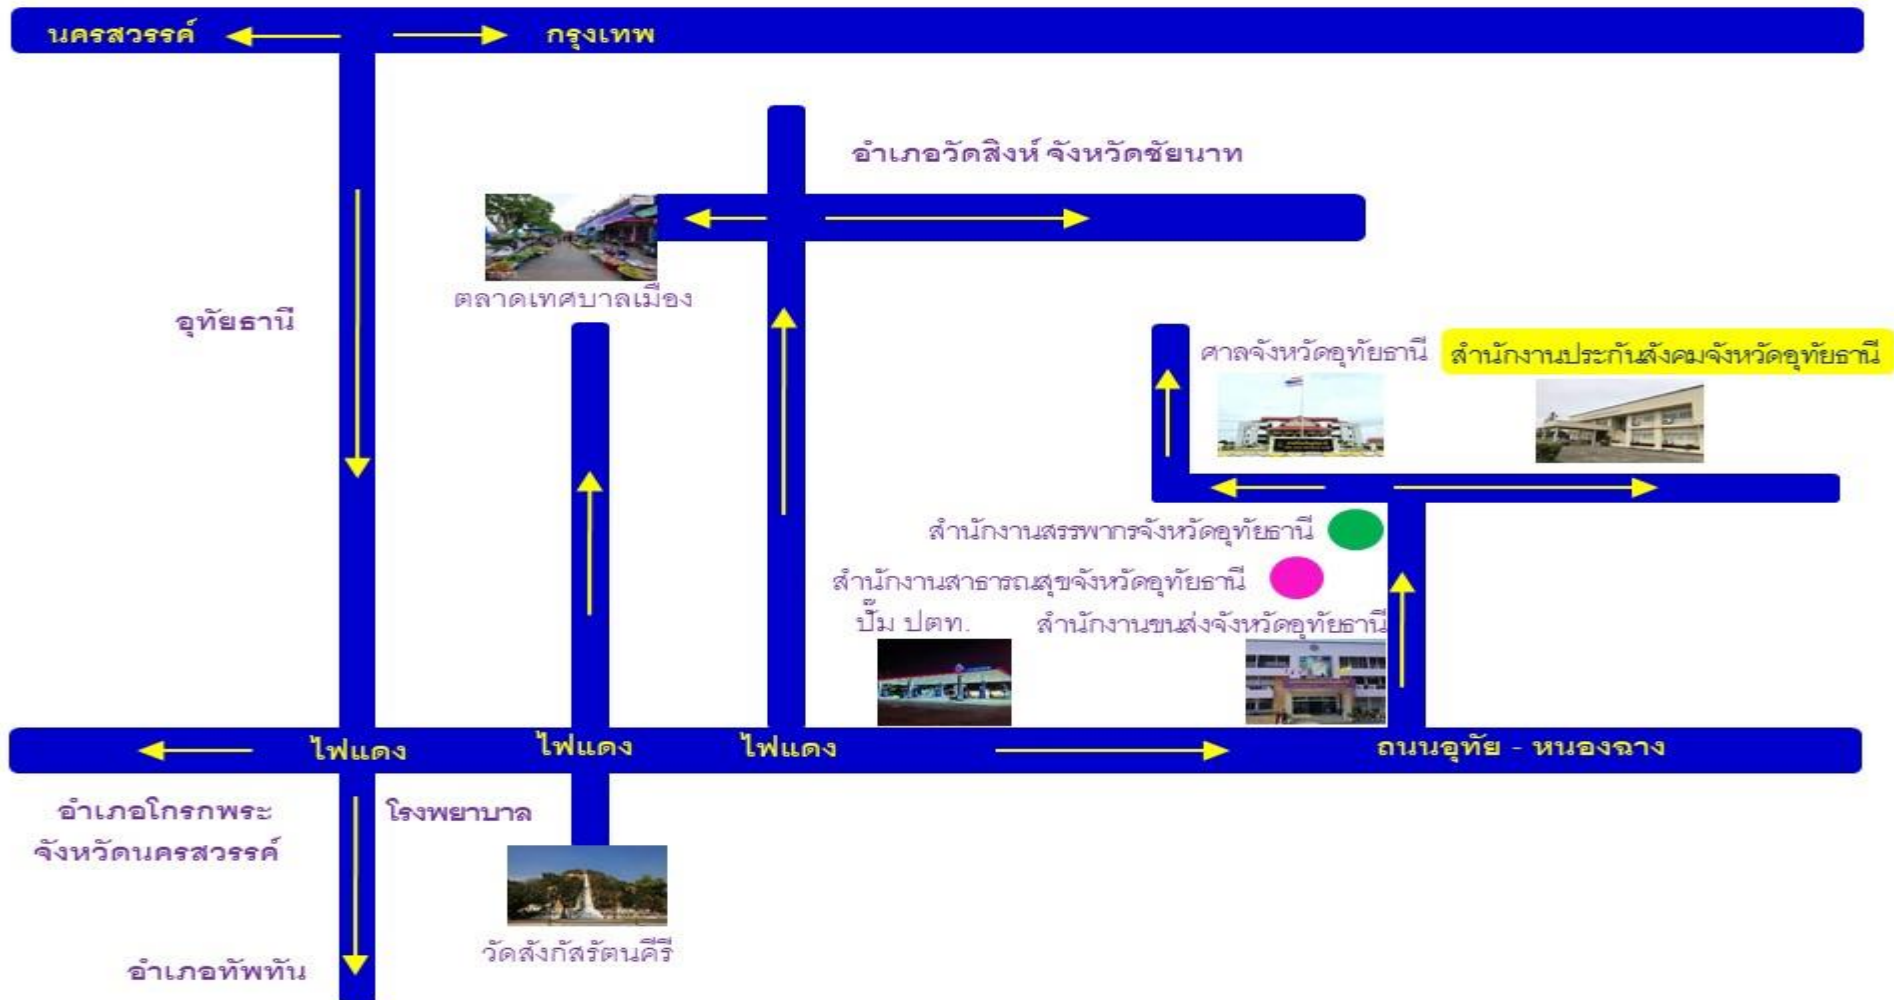 นครสวรรค์
กรุงเทพ
อำเภอวัดสิงห์ จังหวัดชัยนาท
ตลาดเทศบาลเมือง
อุทัยธานี
ศาลจังหวัดอุทัยธานี
สำนักงานประกันสังคมจังหวัดอุทัยธานี
สำนักงานสรรพากรจังหวัดอุทัยธานี
สำนักงานสาธารณสุขจังหวัดอุทัยธานี
ปั๊ม ปตท.
สำนักงานขนส่งจังหวัดอุทัยธานี
ไฟแดง
ไฟแดง
ไฟแดง
ถนนอุทัย - หนองฉาง
อำเภอโกรกพระ
จังหวัดนครสวรรค์
โรงพยาบาล
วัดสังกัสรัตนคีรี
อำเภอทัพทัน